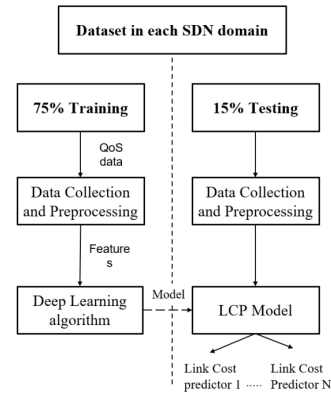 Dataset in each SDN domain
75% Training
15% Testing
QoS
data
Data Collection
and Preprocessing
Data Collection
and Preprocessing
Feature
s
Deep Learning
algorithm
Model
LCP Model
Link Cost
predictor 1
.....
Link Cost
Predictor N